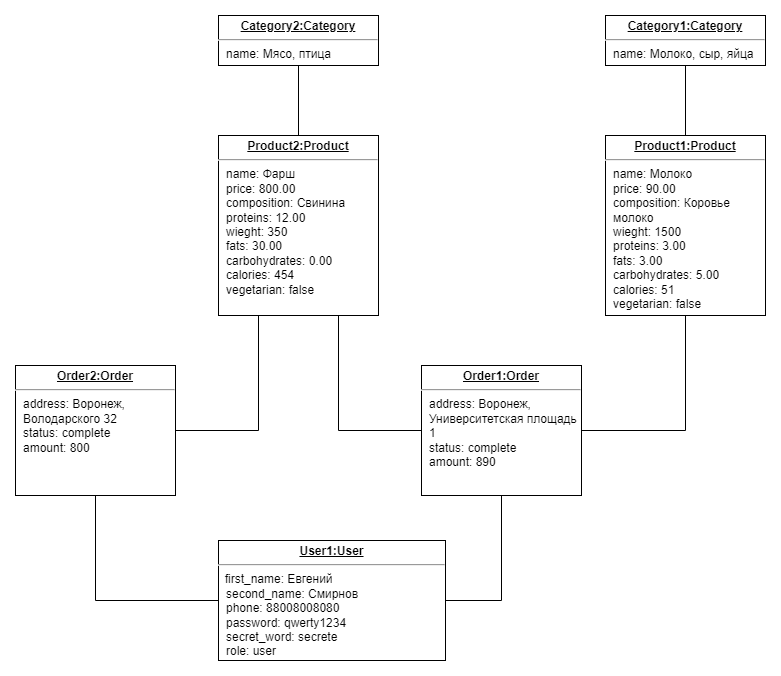 Category2:Category
name: Мясо, птица
Category1:Category
name: Молоко, сыр, яйца
Product2:Product
name: Фарш
price: 800.00
composition: Свинина
proteins: 12.00
wieght: 350
fats: 30.00
carbohydrates: 0.00
calories: 454
vegetarian: false
Product1:Product
name: Молоко
price: 90.00
composition: Коровье
молоко
wieght: 1500
proteins: 3.00
fats: 3.00
carbohydrates: 5.00
calories: 51
vegetarian: false
Order2:Order
address: Воронеж,
Володарского 32
status: complete
amount: 800
Order1:Order
address: Воронеж,
Университетская площадь
1
status: complete
amount: 890
User1:User
first_name: Евгений
second_name: Смирнов
phone: 88008008080
password: qwerty1234
secret_word: secrete
role: user